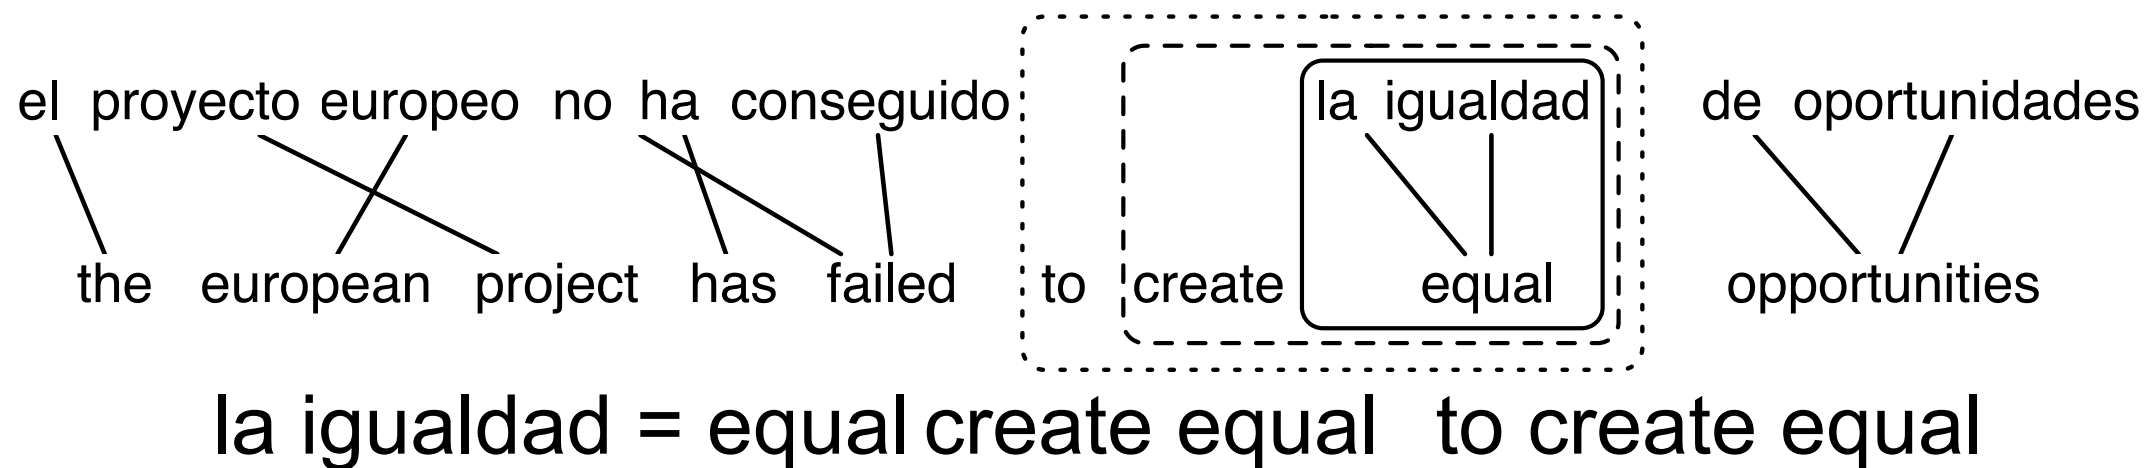 el proyecto europeo no ha conseguido la igualdad de oportunidades
the european project has failed to create equal opportunities
la igualdad = equal create equal to create equal